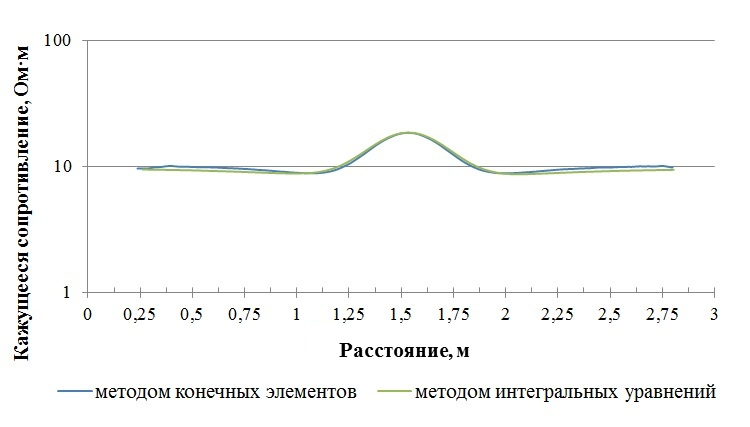 Кажущееся сопротивление, Ом·м
100
10
1
0 0,25 0,5 0,75 1 1,25 1,5 1,75 2 2,25 2,5 2,75 3
Расстояние, м
методом конечных элементов методом интегральных уравнений